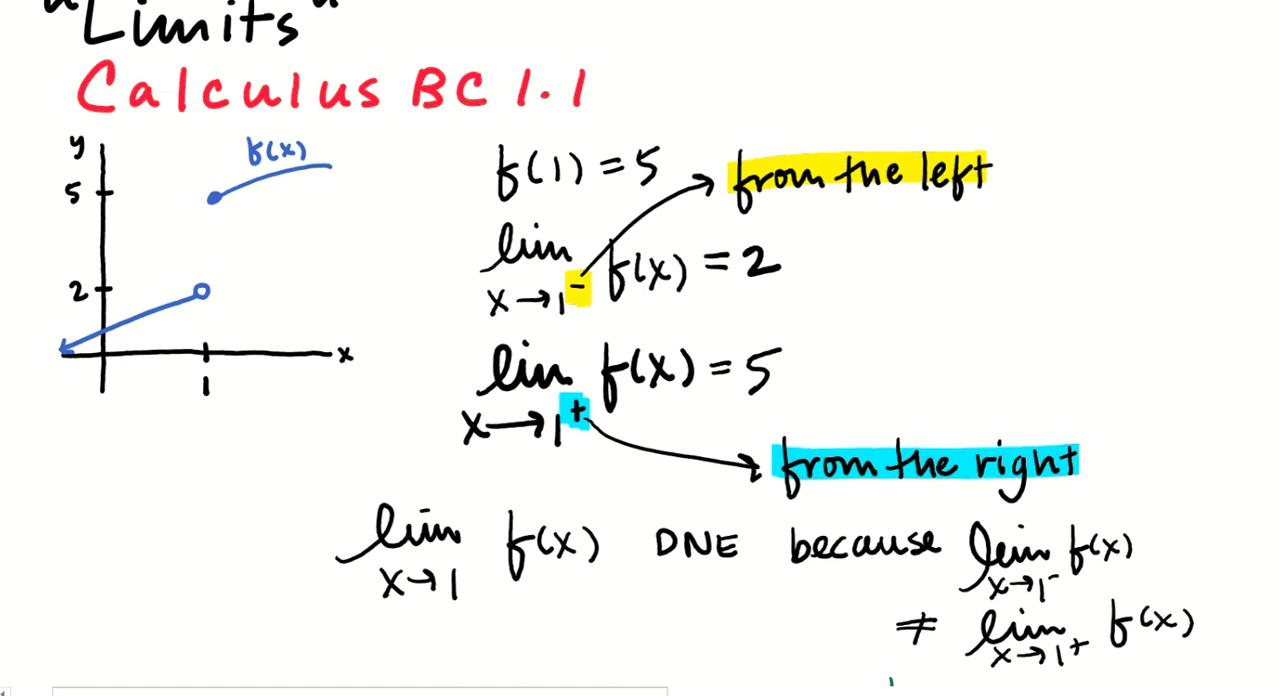 "Limits"
Calculus BC 1.1
y
f(x)
5
2
x
1
f(1) = 5
from the left
lim x→1⁻ f(x) = 2
lim x→1⁺ f(x) = 5
from the right
lim x→1 f(x) DNE because lim x→1⁻ f(x)
≠ lim x→1⁺ f(x)